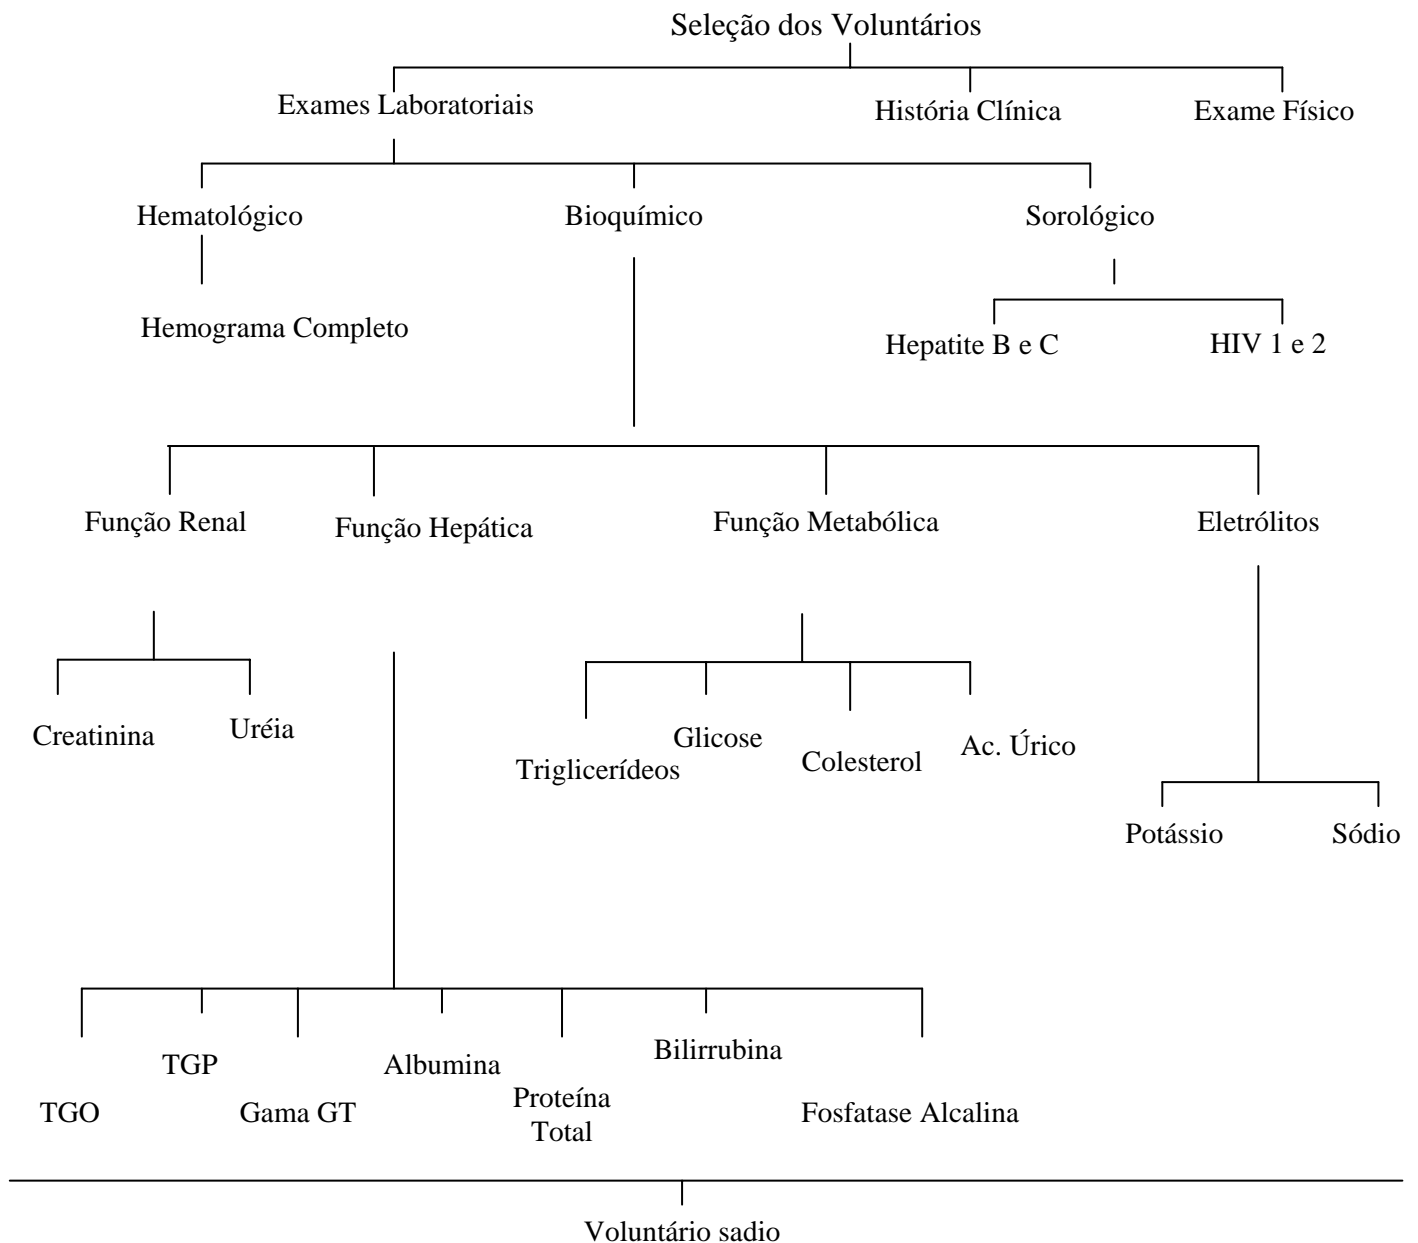 Seleção dos Voluntários
Exames Laboratoriais
História Clínica
Exame Físico
Hematológico
Bioquímico
Sorológico
Hemograma Completo
Hepatite B e C
HIV 1 e 2
Função Renal
Função Hepática
Função Metabólica
Eletrólitos
Creatinina
Uréia
Triglicerídeos
Glicose
Colesterol
Ac. Úrico
Potássio
Sódio
TGO
TGP
Gama GT
Albumina
Proteína
Total
Bilirrubina
Fosfatase Alcalina
Voluntário sadio